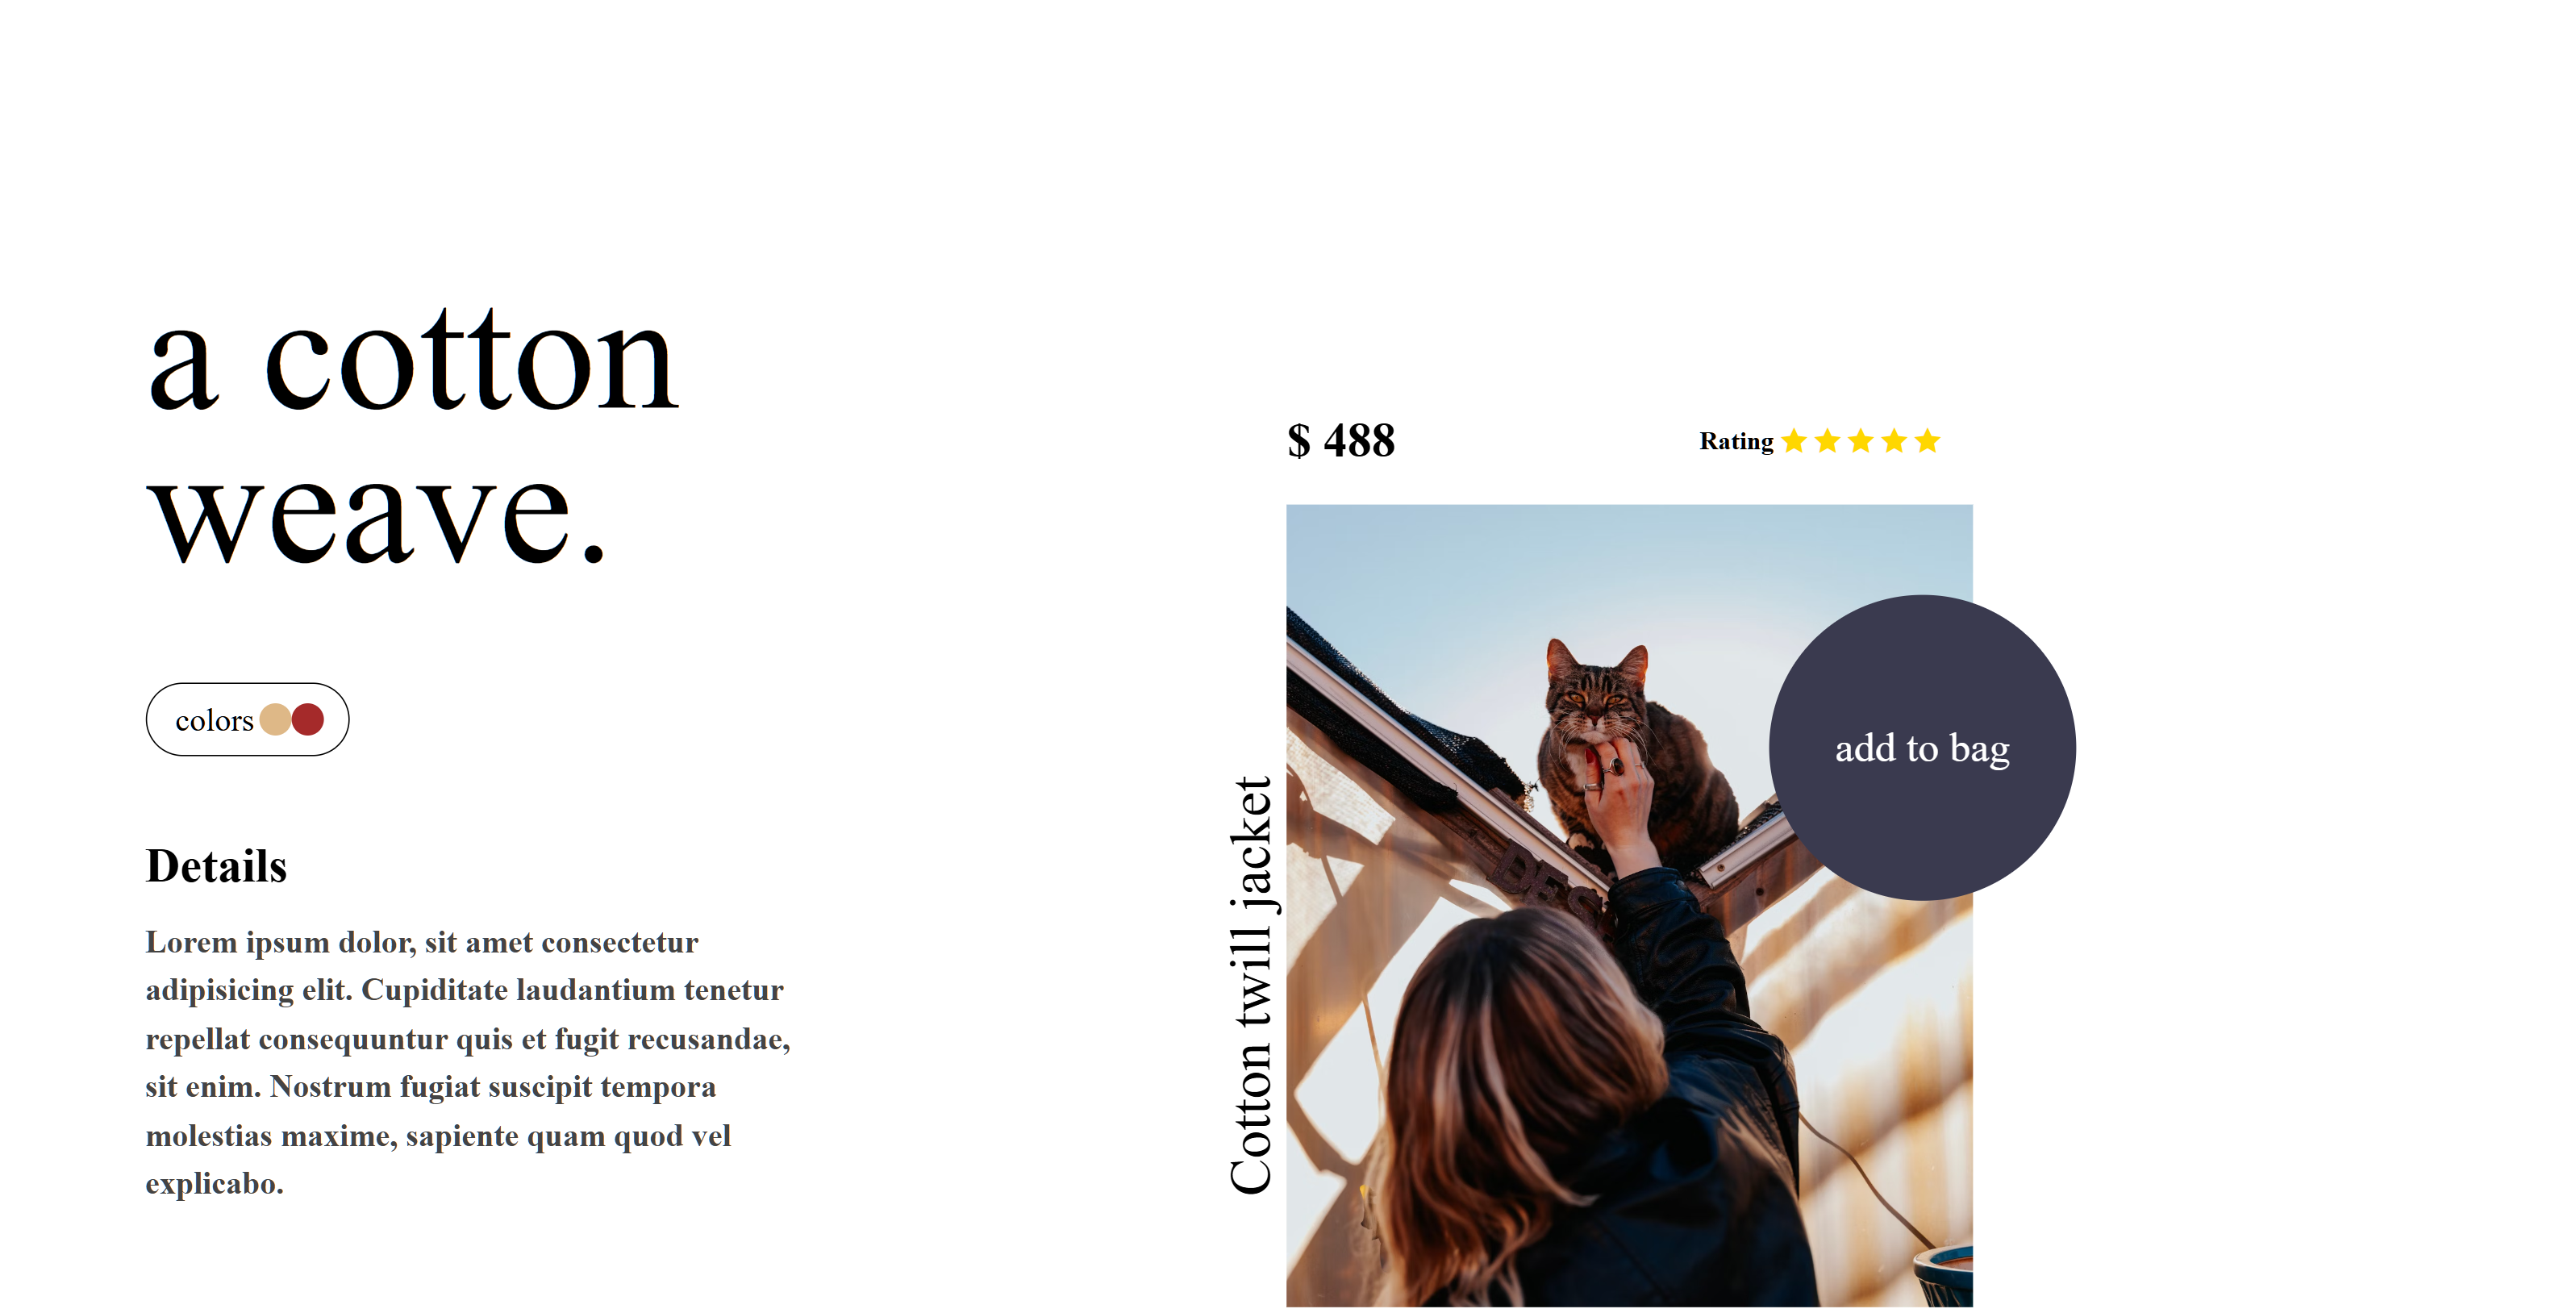 a cotton
weave.
colors
Details
Lorem ipsum dolor, sit amet consectetur
adipisicing elit. Cupiditate laudantium tenetur
repellat consequuntur quis et fugit recusandae,
sit enim. Nostrum fugiat suscipit tempora
molestias maxime, sapiente quam quod vel
explicabo.
$ 488
Rating
Cotton twill jacket
add to bag
DES